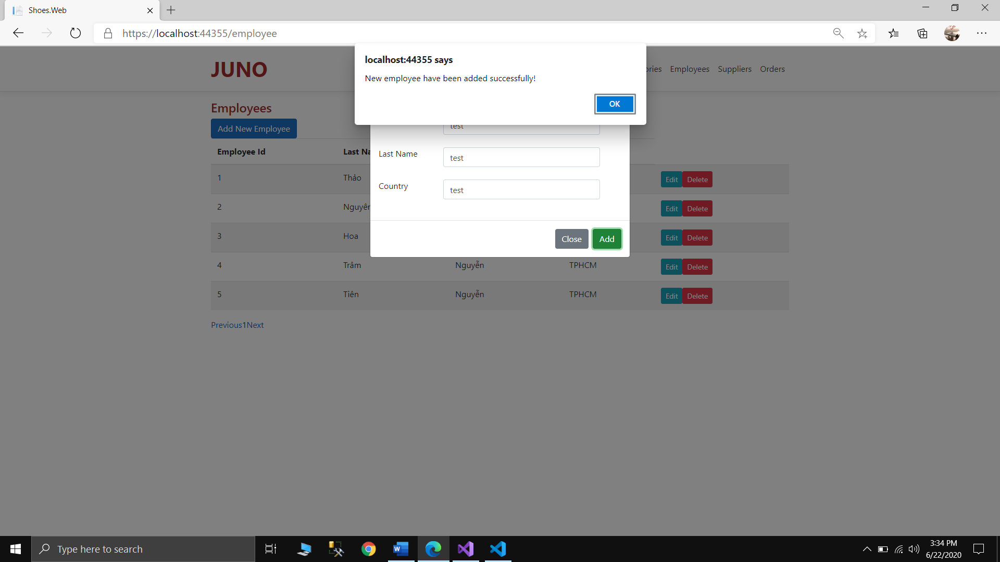 Shoes.Web
https://localhost:44355/employee
localhost:44355 says
New employee have been added successfully!
OK
JUNO
ories Employees Suppliers Orders
Employees
Add New Employee
test
Employee Id Last Na
Last Name test
1 Thảo Edit Delete
Country test
2 Nguyên Edit Delete
3 Hoa Edit Delete
Close Add
4 Trâm Nguyễn TPHCM Edit Delete
5 Tiên Nguyễn TPHCM Edit Delete
Previous1Next
Type here to search
3:34 PM
6/22/2020